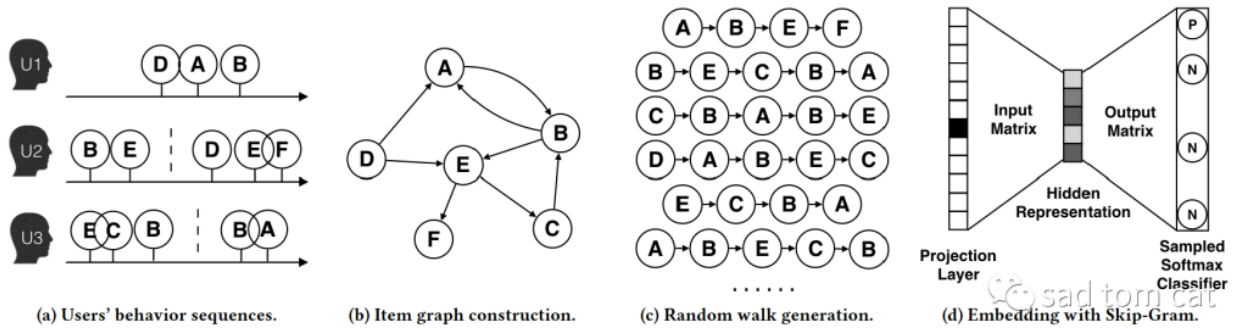 U1
D A B
U2
B E D E F
U3
E C B B A
(a) Users' behavior sequences.
A
B
D
E
F
C
(b) Item graph construction.
A B E F
B E C B A
C B A B E
D A B E C
E C B A
A B E C B
......
(c) Random walk generation.
P
N
N
N
Input
Matrix
Output
Matrix
Hidden
Representation
Projection
Layer
Sampled
Softmax
Classifier
(d) Embedding with Skip-Gram.
sad tom cat